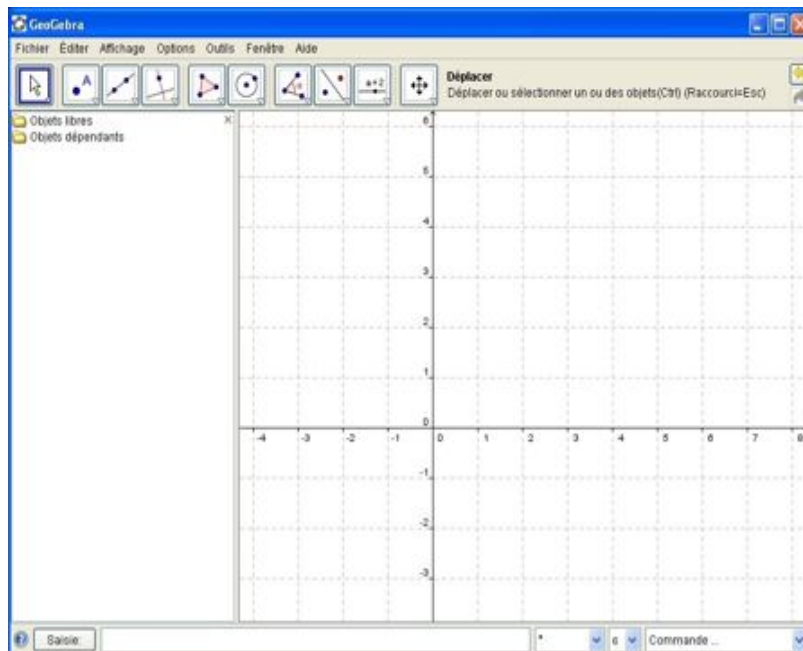 GeoGebra
Fichier Éditer Affichage Options Outils Fenêtre Aide
A
a=2
Déplacer
Déplacer ou sélectionner un ou des objets(Ctrl) (Raccourci=Esc)
Objets libres
Objets dépendants
6
5
4
3
2
1
0
-4 -3 -2 -1 0 1 2 3 4 5 6 7 8
-1
-2
-3
Saisie: Commande ...